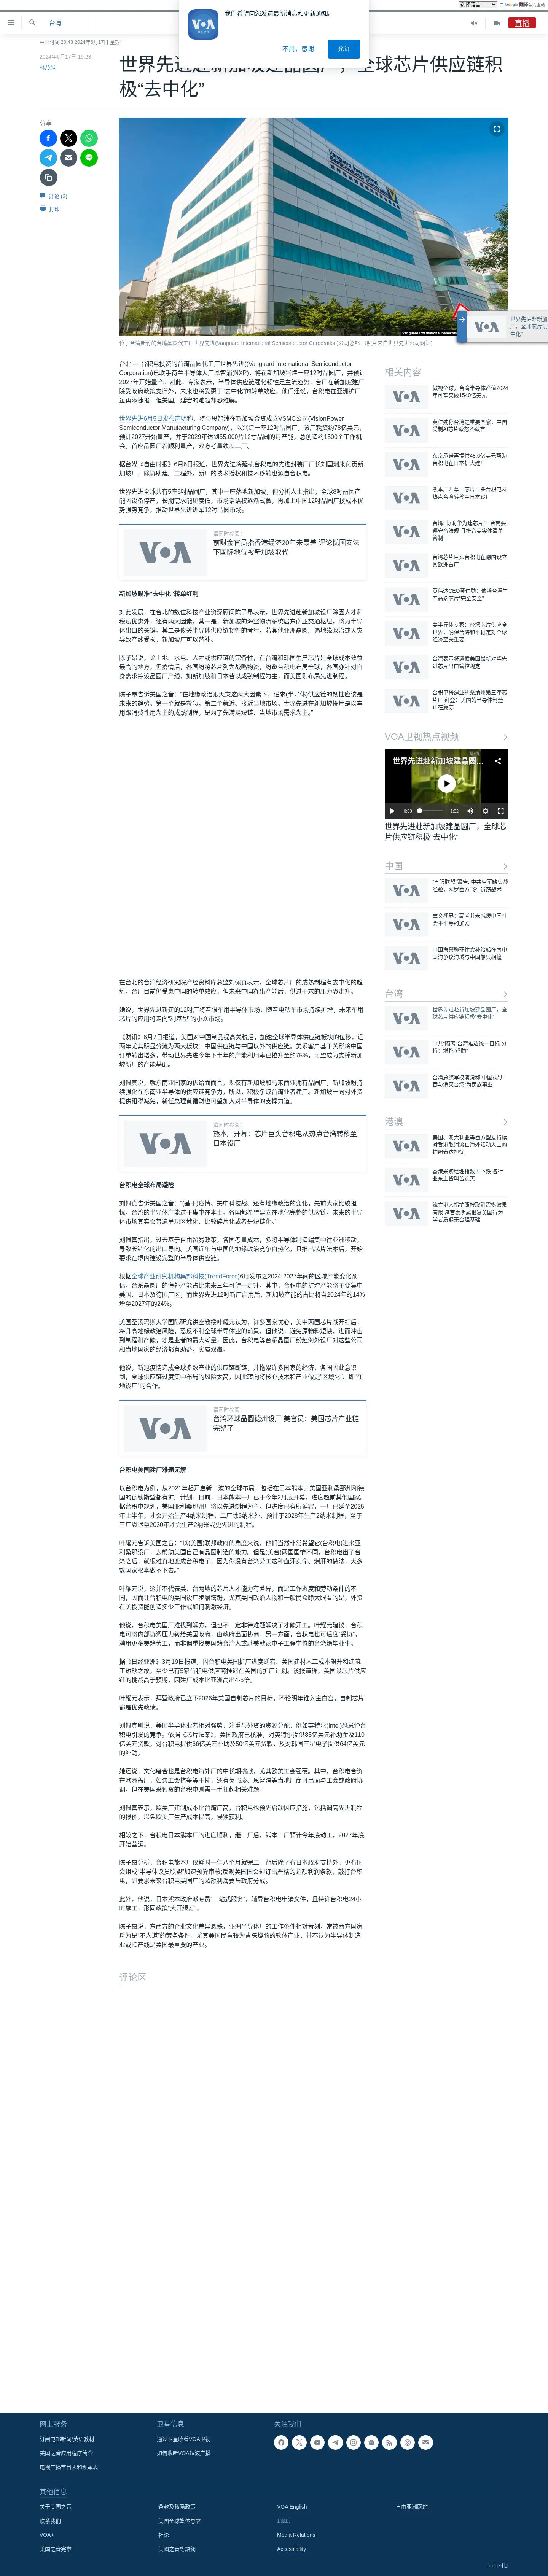 选择语言
由 Google 翻译强力驱动
我们希望向您发送最新消息和更新通知。
不用，感谢
允许
台湾
直播
中国时间 20:43 2024年6月17日 星期一
2024年6月17日 19:28
林乃绢
世界先进赴新加坡建晶圆厂，全球芯片供应链积极“去中化”
分享
评论 (3)
打印
Vanguard International Semiconductor
位于台湾新竹的台湾晶圆代工厂世界先进(Vanguard International Semiconductor Corporation)公司总部 （照片来自世界先进公司网站）
台北 — 台积电投资的台湾晶圆代工厂世界先进((Vanguard International Semiconductor Corporation)已联手荷兰半导体大厂恩智浦(NXP)，将在新加坡兴建一座12吋晶圆厂，并预计2027年开始量产。对此，专家表示，半导体供应链强化韧性是主流趋势，台厂在新加坡建厂除受政府政策支撑外，未来也将受惠于“去中化”的转单效应。他们还说，台积电在亚洲扩厂虽再添捷报，但美国厂延宕的难题却恐难解。
世界先进6月5日发布声明称，将与恩智浦在新加坡合资成立VSMC公司(VisionPower Semiconductor Manufacturing Company)，以兴建一座12吋晶圆厂，该厂耗资约78亿美元，预计2027开始量产，并于2029年达到55,000片12寸晶圆的月产能，总创造约1500个工作机会。首座晶圆厂若顺利量产，双方考量续盖二厂。
据台媒《自由时报》6月6日报道，世界先进将延揽台积电的先进封装厂厂长刘国洲来负责新加坡厂，除协助建厂工程外，新厂的技术授权及技术转移也将来自台积电。
世界先进全球共有5座8吋晶圆厂，其中一座落地新加坡，但分析人士指出，全球8吋晶圆产能因设备停产，新购需求都无能见度，但市场话语权渐趋式微，再加上12吋晶圆厂挟规模成本优势强势竞争，推动世界先进进军12吋晶圆市场。
请同时参阅：
前财金官员指香港经济20年来最差 评论忧国安法下国际地位被新加坡取代
新加坡瞄准“去中化”转单红利
对此发展，在台北的数位科技产业资深顾问陈子昂表示，世界先进赴新加坡设厂除因人才和税赋优惠外，还有两大因素，其一是，新加坡的海陆空方便性居东南亚交通枢纽，将为半导体出口的关键。其二是攸关半导体供应链韧性的考量，若其他亚洲晶圆厂遇地缘政治或天灾导致产线受损，新加坡厂可以替补。
陈子昂说，论土地、水电、人才或供应链的完备性，在台湾和韩国生产芯片是全球成本效益最高的地方，但疫情后，各国纷将芯片列为战略物资，纷邀台积电布局厂房，各国亦针对自身需求筹设晶圆厂产线，如新加坡和日本皆以成熟制程为主，而美国则布局先进制程。
陈子昂告诉美国之音：“在地缘政治跟天灾这两大因素下，追求(半导体)供应链的韧性应该是未来的趋势。第一个就是救急，第二个就近、接近当地市场。世界先进在新加坡投片是以车用跟消费性用为主的成熟制程，是为了先满足短链、当地市场需求为主。”
在台北的台湾经济研究院产经资料库总监刘佩真表示，全球芯片厂的成熟制程有去中化的趋势，台厂目前仍受惠中国的转单效应，但未来中国释出产能后，供过于求的压力恐走升。
她说，世界先进新建的12吋厂将着眼车用半导体市场，随着电动车市场持续扩增，未来车用芯片的应用将走向“利基型”的小众市场。
《财讯》6月7日报道，美国对中国制品提高关税后，加速全球半导体供应链板块的位移，近两年尤其明显分流为两大板块：中国大陆供应链与中国以外的供应链。美系客户基于关税将中国订单转出增多，带动世界先进今年下半年的产能利用率已拉升至约75%，可望成为支撑新加坡12吋新产能的基础。
刘佩真说，就东南亚国家的供给面而言，现仅有新加坡和马来西亚拥有晶圆厂，新加坡盼持续其在强化东南亚半导体的供应链竞争力，所以，积极争取台湾业者建厂。新加坡一向对外资提供租税减免，新任总理黄循财也可望加大对半导体的支撑力道。
请同时参阅：
熊本厂开幕：芯片巨头台积电从热点台湾转移至日本设厂
台积电全球布局避险
刘佩真告诉美国之音：“(基于)疫情、美中科技战、还有地缘政治的变化，先前大家比较担忧，台湾的半导体产能过于集中在本土。各国都希望建立在地化完整的供应链，未来的半导体市场其实会普遍呈现区域化、比较碎片化或者是短链化。”
刘佩真指出，过去基于自由贸易政策，各国考量成本，多将半导体制造端集中往亚洲移动，导致长链化的出口导向。美国近年与中国的地缘政治竞争白热化，且推出芯片法案后，开始要求在境内建设完整的半导体供应链。
根据全球产业研究机构集邦科技(TrendForce)6月发布之2024-2027年间的区域产能变化预估，台系晶圆厂的海外产能占比未来三年可望于走升，其中，台积电的扩增产能将主要集中美国、日本及德国厂区，而世界先进12吋新厂启用后，新加坡产能的占比将自2024年的14%增至2027年的24%。
美国圣汤玛斯大学国际研究讲座教授叶耀元认为，许多国家忧心，美中两国芯片战开打后，将升高地缘政治风险，恐反不利全球半导体业的前景，但他说，避免原物料短缺，进而冲击到制程和产能，才是业者最大考量。因此，台积电等台系晶圆厂纷赴海外设厂对这些公司和当地国家的经济都有助益，实属双赢。
他说，新冠疫情造成全球多数产业的供应链断链，并拖累许多国家的经济，各国因此意识到，全球供应链过度集中布局的风险太高，因此转向将核心技术和产业做更“区域化”、即“在地设厂”的合作。
请同时参阅：
台湾环球晶圆德州设厂 美官员：美国芯片产业链完整了
台积电美国建厂难题无解
以台积电为例，从2021年起开启新一波的全球布局，包括在日本熊本、美国亚利桑那州和德国的德勒斯登都有扩厂计划。目前，日本熊本一厂已于今年2月底开幕，进度超前其他国家。据台积电规划，美国亚利桑那州厂将以先进制程为主，但进度已有所延宕，一厂已延至2025年上半年，才会开始生产4纳米制程，二厂除3纳米外，预计于2028年生产2纳米制程，至于三厂恐迟至2030年才会生产2纳米或更先进的制程。
叶耀元告诉美国之音：“以(美国)联邦政府的角度来说，他们当然非常希望它(台积电)进来亚利桑那设厂，去帮助美国自己有晶圆制造的能力。但是(美台)两国国情不同，台积电出了台湾之后，就很难真地变成台积电了，因为你没有台湾劳工这种血汗卖命、爆肝的做法，大多数国家根本做不下去。”
叶耀元说，这并不代表美、台两地的芯片人才能力有差异，而是工作态度和劳动条件的不同，因而让台积电的美国设厂步履蹒跚，尤其美国政治人物和一般民众睁大眼看的是，外资在美投资能创造多少工作或如何刺激经济。
他说，台积电美国厂难找到解方，但也不一定非待难题解决了才能开工。叶耀元建议，台积电可将内部协调压力转给美国政府，由政府出面协商。另一方面，台积电也可适度“妥协”，聘用更多美籍劳工，而非偏重找美国籍台湾人或赴美就读电子工程学位的台湾籍毕业生。
据《日经亚洲》3月19日报道，因台积电美国扩厂进度延宕、美国建材人工成本飙升和建筑工短缺之故，至少已有5家台积电供应商推迟在美国的扩厂计划。该报道称，美国设芯片供应链的挑战高于预期，因建厂成本比亚洲高出4-5倍。
叶耀元表示，拜登政府已立下2026年美国自制芯片的目标，不论明年谁入主白宫，自制芯片都是优先政绩。
刘佩真则说，美国半导体业者相对强势，注重与外资的资源分配，例如英特尔(Intel)恐忌惮台积电引发的竞争。依据《芯片法案》，美国政府已核准，对英特尔提供85亿美元补助金及110亿美元贷款，对台积电提供66亿美元补助及50亿美元贷款，及对韩国三星电子提供64亿美元的补助。
她还说，文化磨合也是台积电海外厂的中长期挑战，尤其欧美工会强硬。其中，台积电结合在欧洲盖厂，如遇工会抗争等干扰，还有英飞凌、恩智浦等当地厂商可出面与工会或政府协调，但在美国采独资的台积电则需一手扛起相关难题。
刘佩真表示，欧美厂建制成本比台湾厂高，台积电也预先启动因应措施，包括调高先进制程的报价，以免欧美厂生产成本提高，侵蚀获利。
相较之下，台积电日本熊本厂的进度顺利，继一厂后，熊本二厂预计今年底动工，2027年底开始营运。
陈子昂分析，台积电熊本厂仅耗时一年八个月就完工，背后除了有日本政府支持外，更有国会组成“半导体议员联盟”加速预算审核;反观美国国会却订出严格的超额利润条款，敲打台积电，即要求未来台积电美国厂的超额利润要与政府分成。
此外，他说，日本熊本政府派专员“一站式服务”，辅导台积电申请文件，且特许台积电24小时施工，形同政策“大开绿灯”。
陈子昂说，东西方的企业文化差异悬殊，亚洲半导体厂的工作条件相对苛刻，常被西方国家斥为是“不人道”的劳务条件，尤其美国民意较为青睐烧脑的软体产业，并不认为半导体制造业或IC产线是美国最重要的产业。
评论区
世界先进赴新加
厂，全球芯片供
中化”
相关内容
VOA
傲视全球，台湾半导体产值2024年可望突破1540亿美元
黄仁勋称台湾是重要国家，中国受制AI芯片敢怒不敢言
东京承诺再提供48.6亿美元帮助台积电在日本扩大建厂
熊本厂开幕：芯片巨头台积电从热点台湾转移至日本设厂
台湾: 协助华为建芯片厂 台商要遵守台法规 且符合美实体清单管制
台湾芯片巨头台积电在德国设立其欧洲首厂
英伟达CEO黄仁勋：依赖台湾生产高端芯片“完全安全”
美半导体专家：台湾芯片供应全世界，确保台海和平稳定对全球经济至关重要
台湾表示将遵循美国最新对华先进芯片出口管控规定
台积电将建亚利桑纳州第三座芯片厂 拜登：美国的半导体制造正在复苏
VOA卫视热点视频
世界先进赴新加坡建晶圆…
0:00
1:32
世界先进赴新加坡建晶圆厂，全球芯片供应链积极“去中化”
中国
“五眼联盟”警告: 中共空军缺实战经验，网罗西方飞行员窃战术
聿文视界：高考并未减缓中国社会不平等的加剧
中国海警称菲律宾补给船在南中国海争议海域与中国船只相撞
台湾
世界先进赴新加坡建晶圆厂，全球芯片供应链积极“去中化”
中共“隔离”台湾难达统一目标 分析：堪称“鸡肋”
台湾总统军校演说称 中国视“并吞与消灭台湾”为民族事业
港澳
美国、澳大利亚等西方盟友持续对香港取消流亡海外活动人士的护照表达担忧
香港采购经理指数再下跌 各行业东主皆叫苦连天
流亡港人指护照被取消震慑效果有限 港官表明属报复英国行为 学者质疑无合理基础
网上服务
订阅电邮新闻/英语教材
美国之音应用程序简介
电视广播节目表和频率表
卫星信息
通过卫星收看VOA卫视
如何收听VOA短波广播
关注我们
其他信息
关于美国之音
联系我们
VOA+
美国之音宪章
条款及私隐政策
美国全球媒体总署
社论
美国之音粤语网
VOA English
Media Relations
Accessibility
自由亚洲网站
中国时间